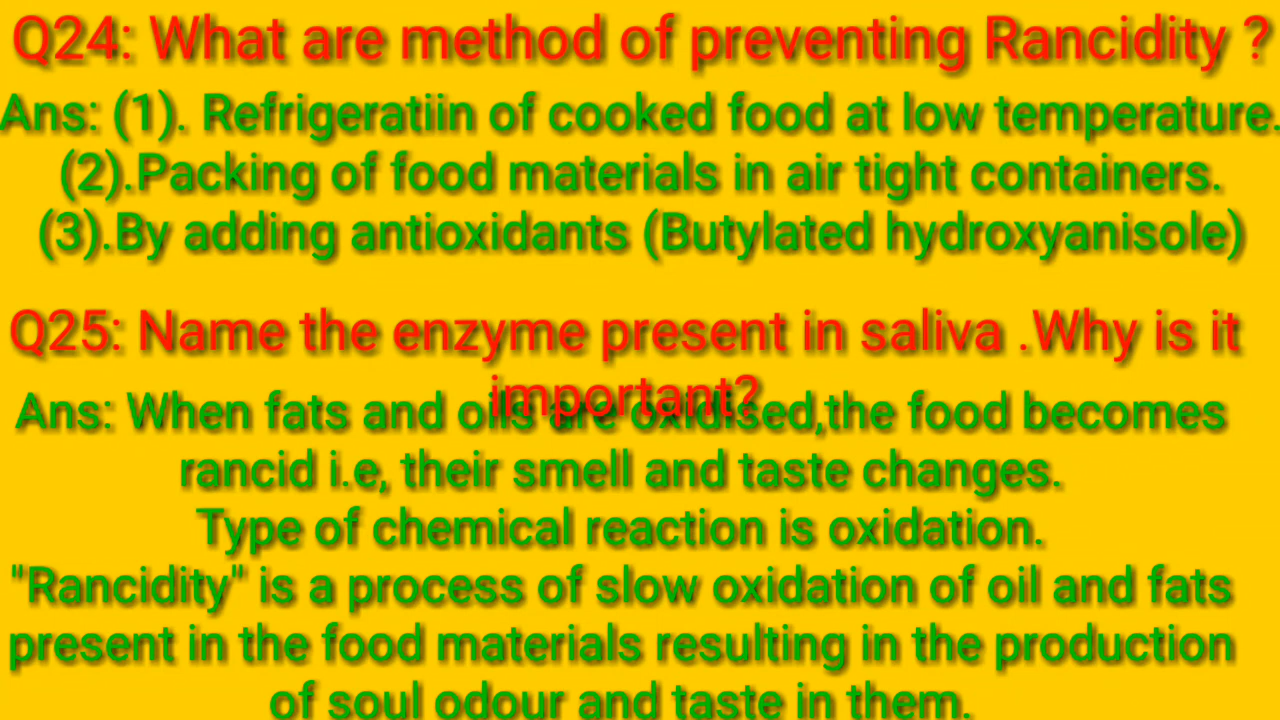 Q24: What are method of preventing Rancidity ?
Ans: (1). Refrigeratiin of cooked food at low temperature.
(2).Packing of food materials in air tight containers.
(3).By adding antioxidants (Butylated hydroxyanisole)
Q25: Name the enzyme present in saliva .Why is it
important?
Ans: When fats and oils are oxidised,the food becomes
rancid i.e, their smell and taste changes.
Type of chemical reaction is oxidation.
"Rancidity" is a process of slow oxidation of oil and fats
present in the food materials resulting in the production
of soul odour and taste in them.